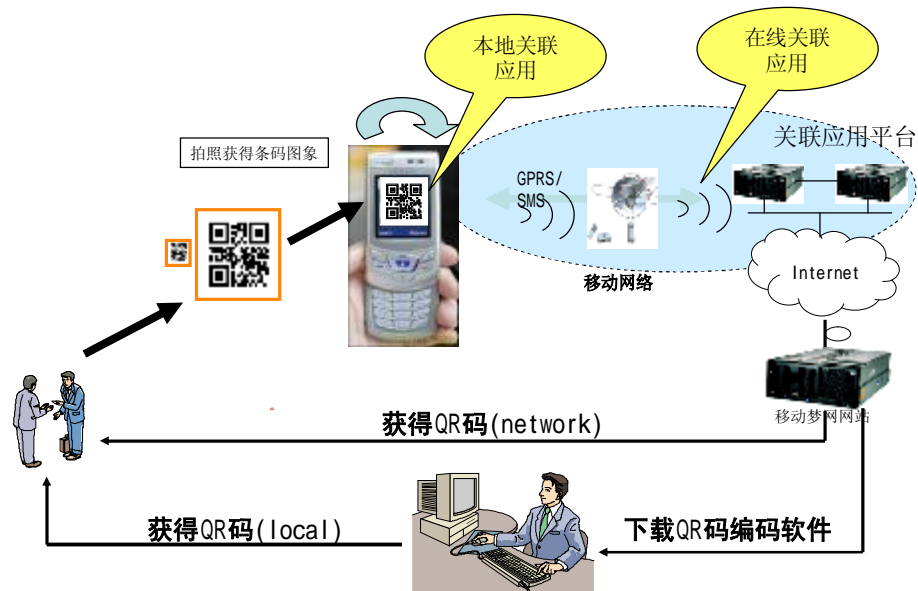 本地关联
应用
在线关联
应用
关联应用平台
拍照获得条码图象
GPRS/
SMS
移动网络
Internet
移动梦网网站
获得QR码(network)
获得QR码(local)
下载QR码编码软件